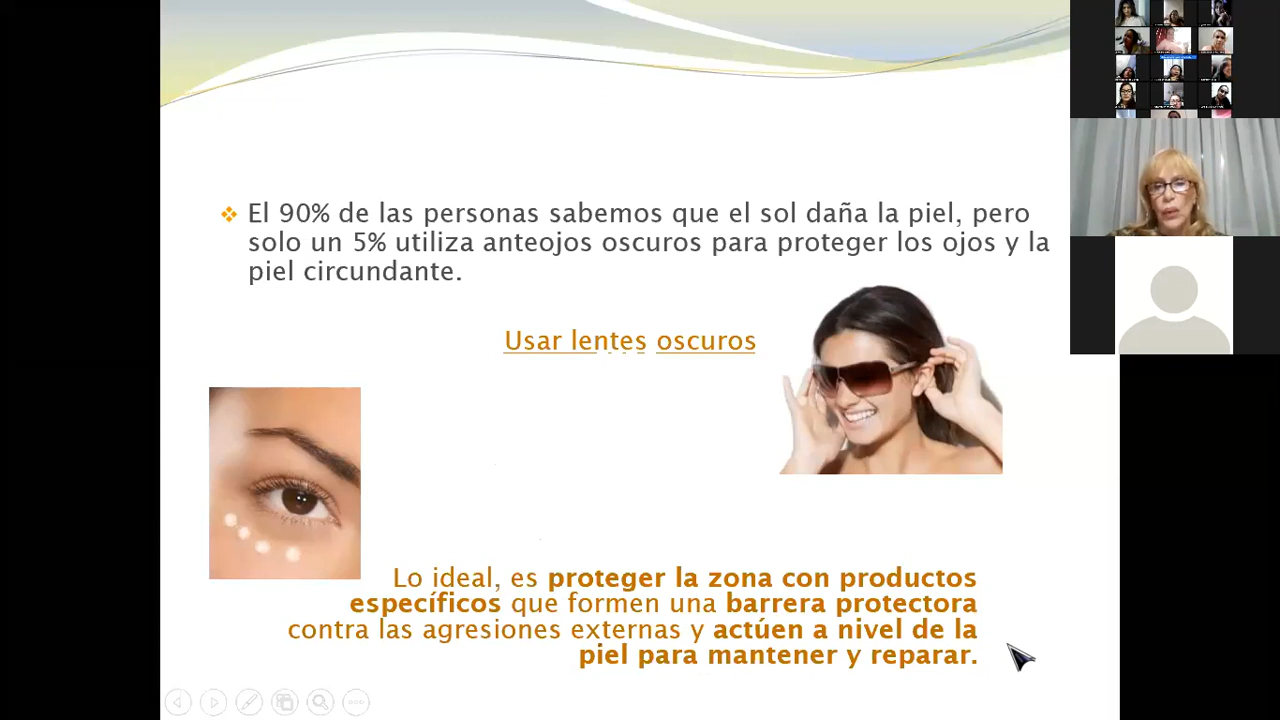 El 90% de las personas sabemos que el sol daña la piel, pero
solo un 5% utiliza anteojos oscuros para proteger los ojos y la
piel circundante.
Usar lentes oscuros
Lo ideal, es proteger la zona con productos
específicos que formen una barrera protectora
contra las agresiones externas y actúen a nivel de la
piel para mantener y reparar.